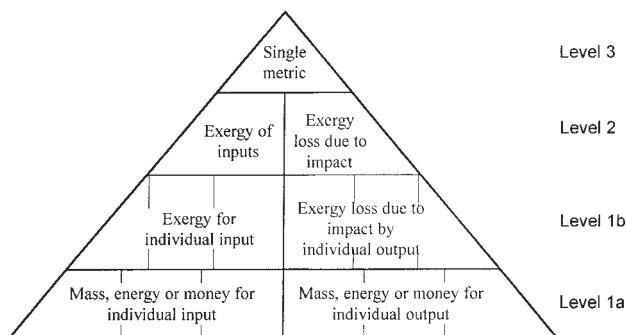 Single
metric
Level 3
Exergy of
inputs
Exergy
loss due to
impact
Level 2
Exergy for
individual input
Exergy loss due to
impact by
individual output
Level 1b
Mass, energy or money for
individual input
Mass, energy or money for
individual output
Level 1a